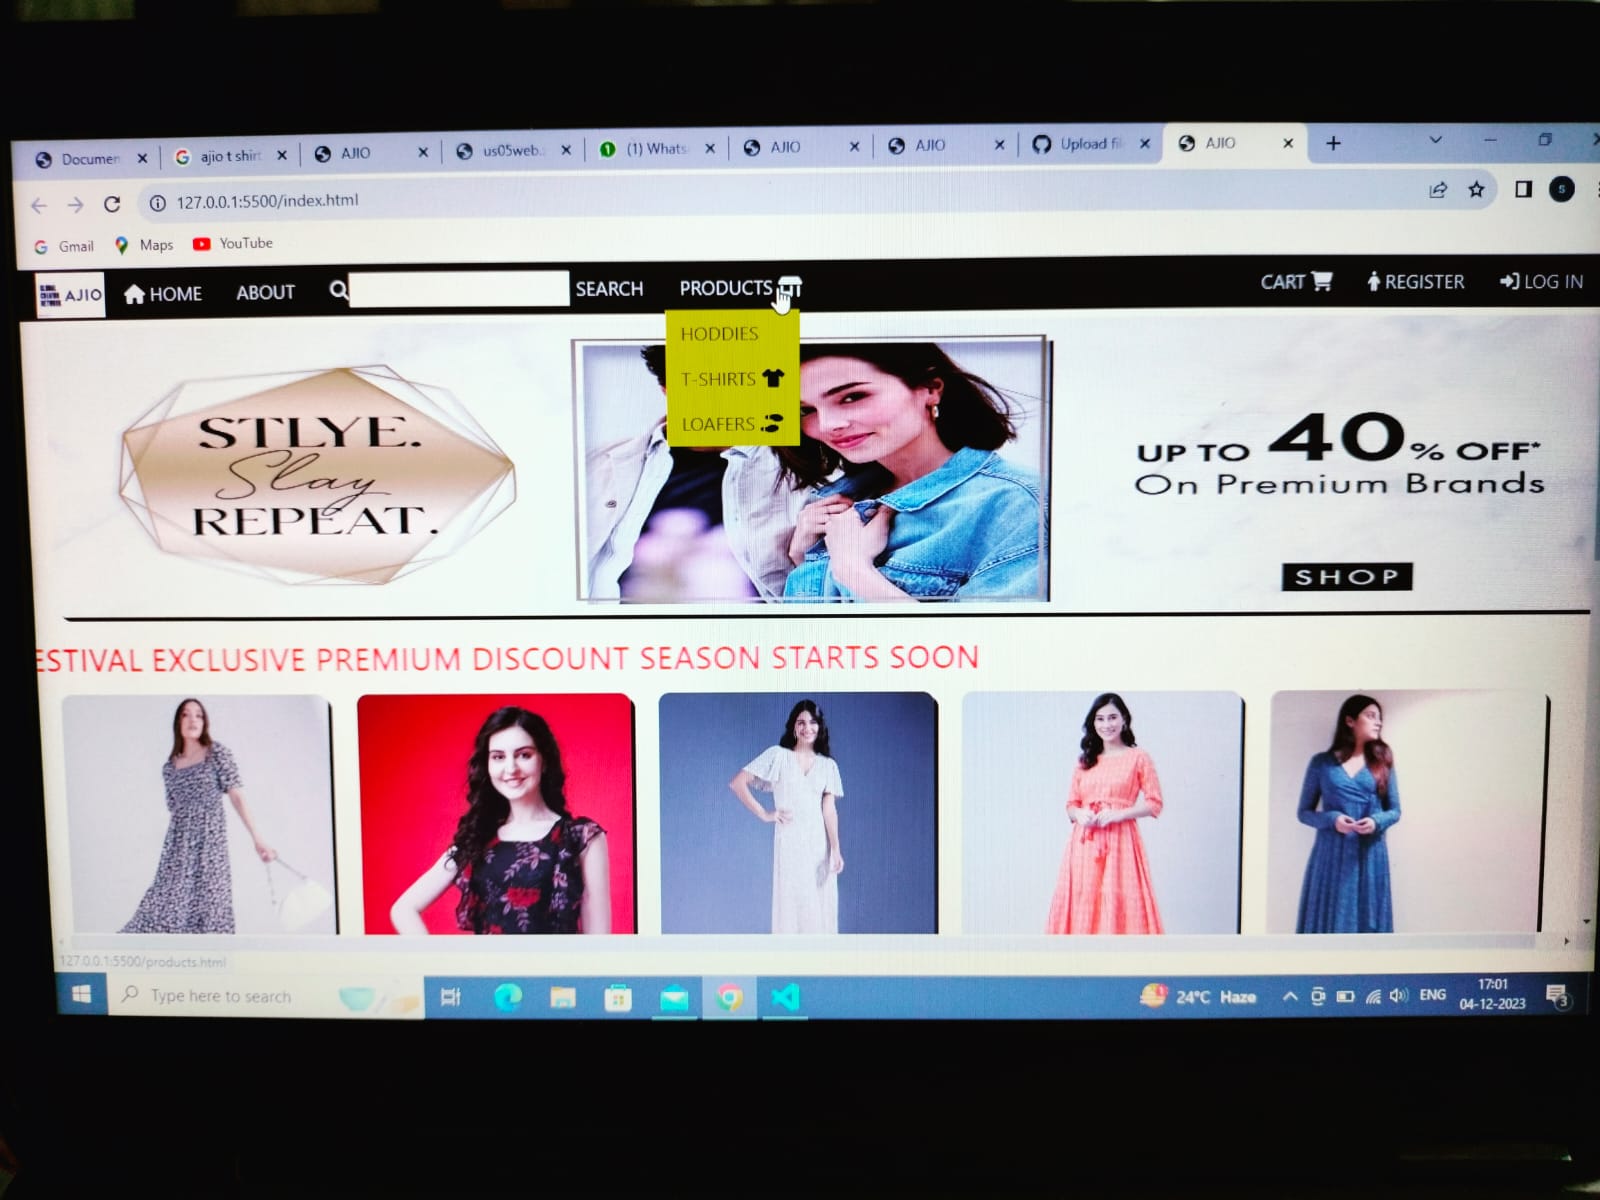 Documen
ajio t shirt
AJIO
us05web.
(1) Whats
AJIO
AJIO
Upload fil
AJIO
127.0.0.1:5500/index.html
S
Gmail
Maps
YouTube
AJIO
HOME
ABOUT
SEARCH
PRODUCTS
CART
REGISTER
LOG IN
HODDIES
T-SHIRTS
LOAFERS
STLYE.
Slay
REPEAT.
UP TO 40% OFF*
On Premium Brands
SHOP
ESTIVAL EXCLUSIVE PREMIUM DISCOUNT SEASON STARTS SOON
127.0.0.1:5500/products.html
Type here to search
24°C Haze
ENG
17:01
04-12-2023
3